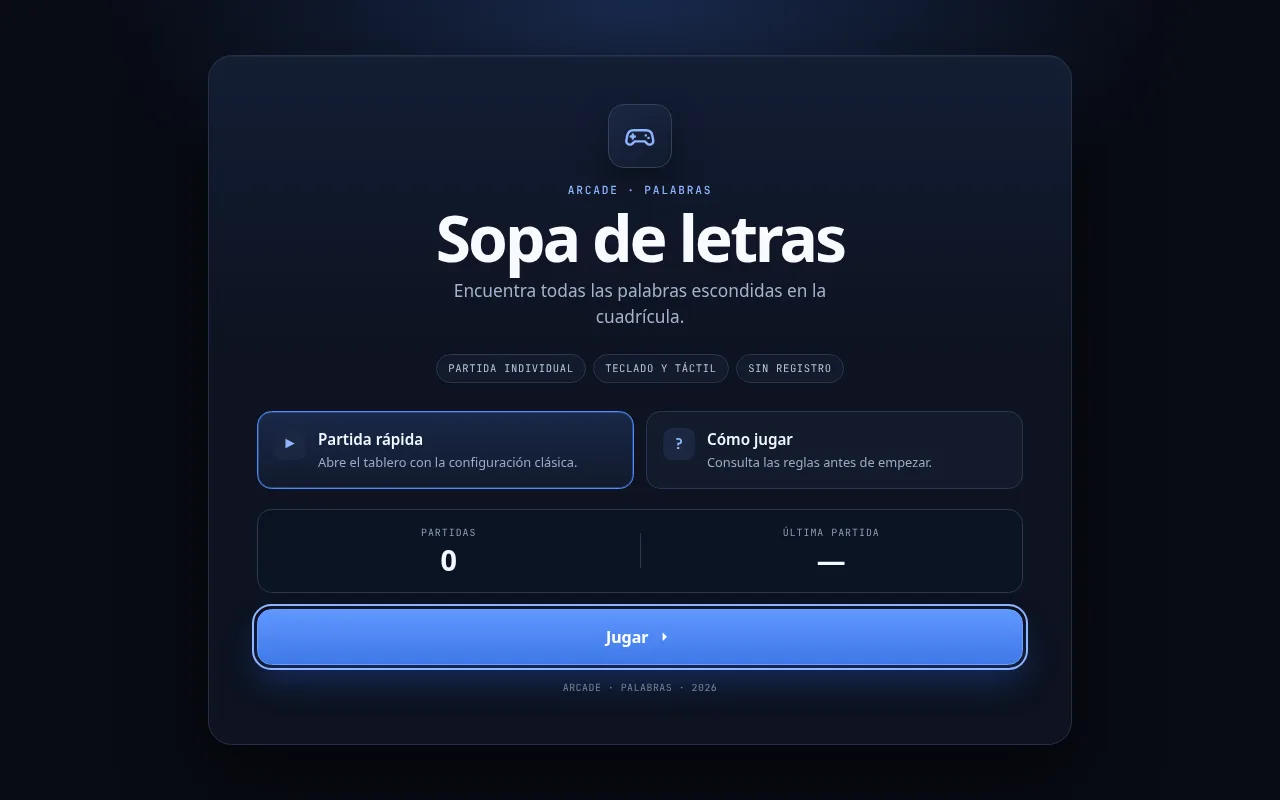 ARCADE · PALABRAS
Sopa de letras
Encuentra todas las palabras escondidas en la
cuadrícula.
PARTIDA INDIVIDUAL
TECLADO Y TÁCTIL
SIN REGISTRO
Partida rápida
Abre el tablero con la configuración clásica.
?
Cómo jugar
Consulta las reglas antes de empezar.
PARTIDAS
0
ÚLTIMA PARTIDA
—
Jugar
ARCADE · PALABRAS · 2026